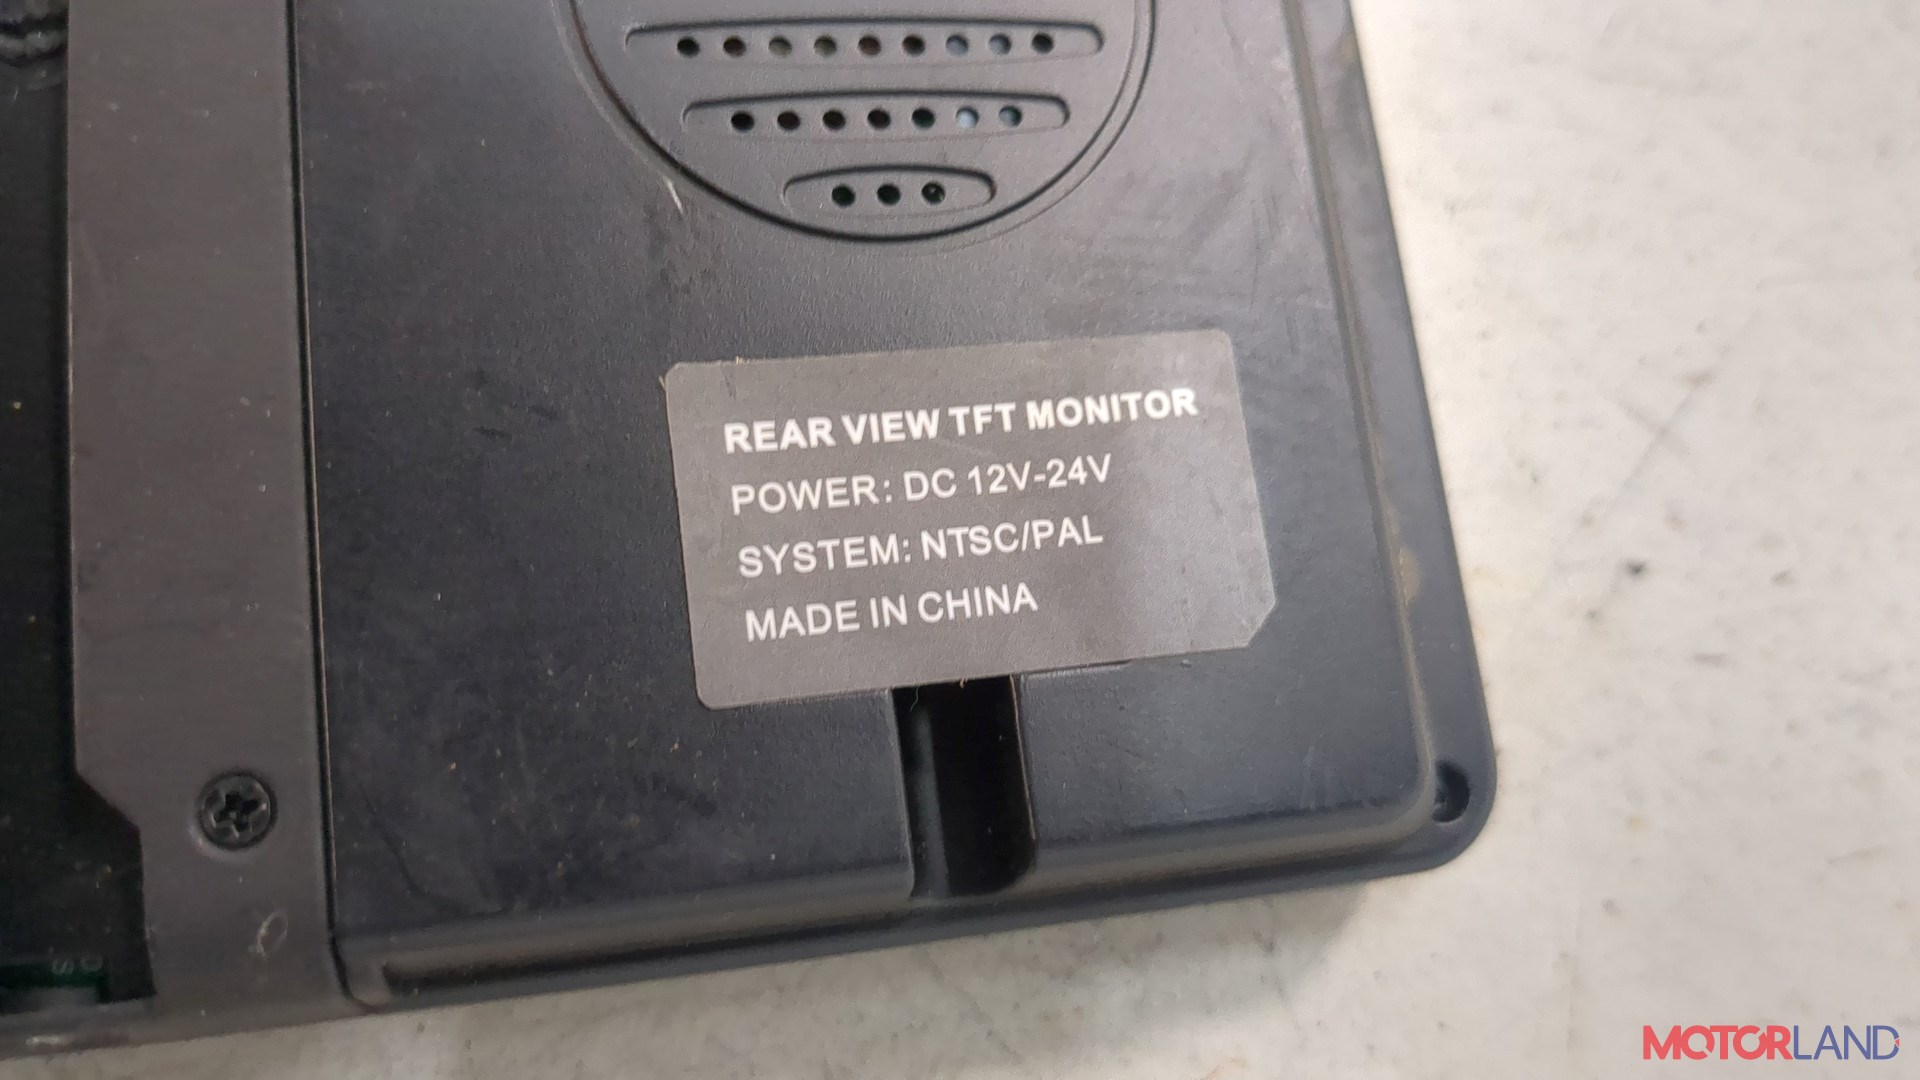 REAR VIEW TFT MONITOR
POWER: DC 12V-24V
SYSTEM: NTSC/PAL
MADE IN CHINA
MOTORLAND